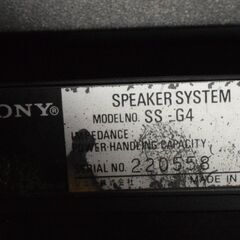 SONY®
SPEAKER SYSTEM
MODEL NO. SS-G4
IMPEDANCE
POWER HANDLING CAPACITY
SERIAL NO. 220558
MADE IN